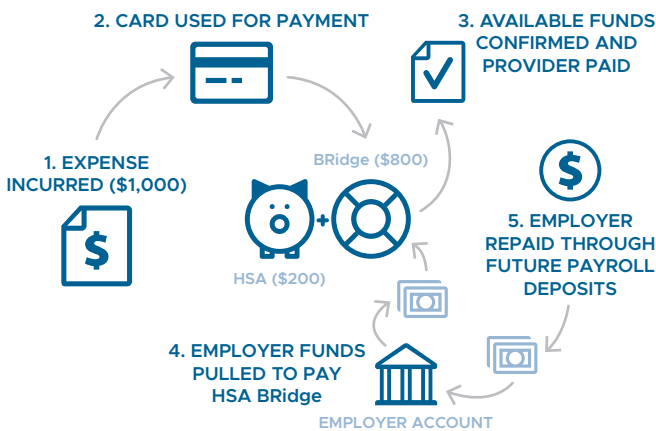 2. CARD USED FOR PAYMENT
3. AVAILABLE FUNDS
CONFIRMED AND
PROVIDER PAID
1. EXPENSE
INCURRED ($1,000)
$
BRidge ($800)
+
HSA ($200)
$
5. EMPLOYER
REPAID THROUGH
FUTURE PAYROLL
DEPOSITS
4. EMPLOYER FUNDS
PULLED TO PAY
HSA BRidge
EMPLOYER ACCOUNT